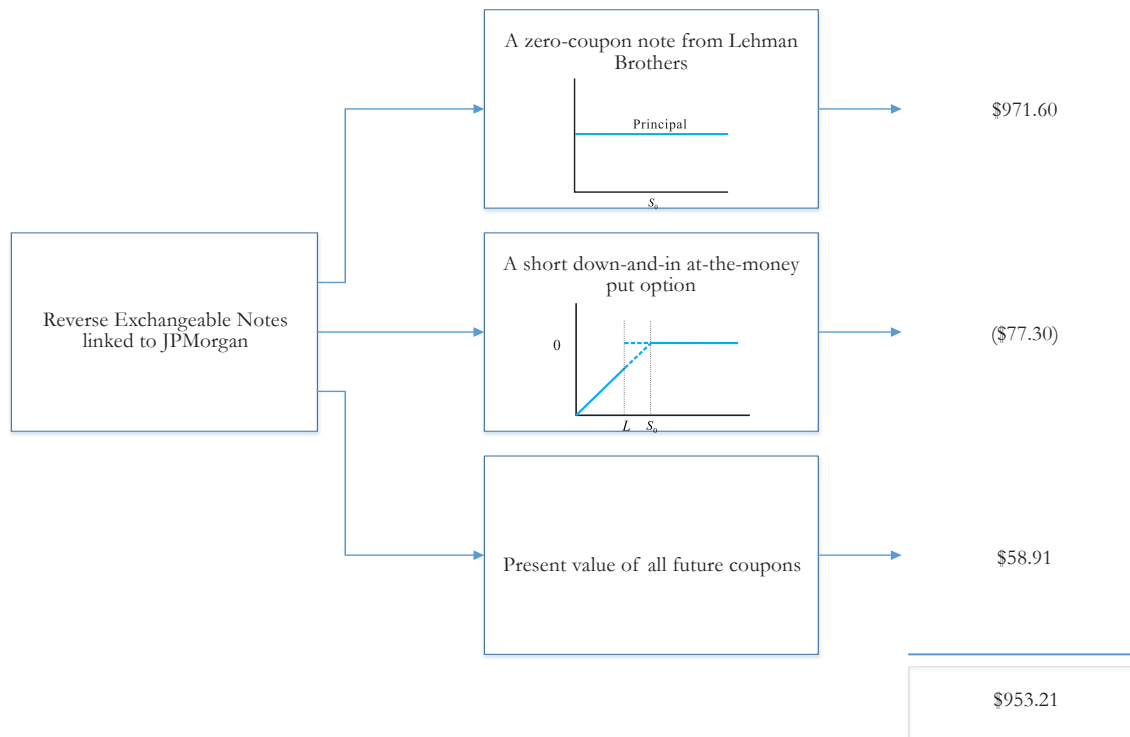 A zero-coupon note from Lehman
Brothers
Principal
S₀
$971.60
Reverse Exchangeable Notes
linked to JPMorgan
A short down-and-in at-the-money
put option
0
L S₀
($77.30)
Present value of all future coupons
$58.91
$953.21